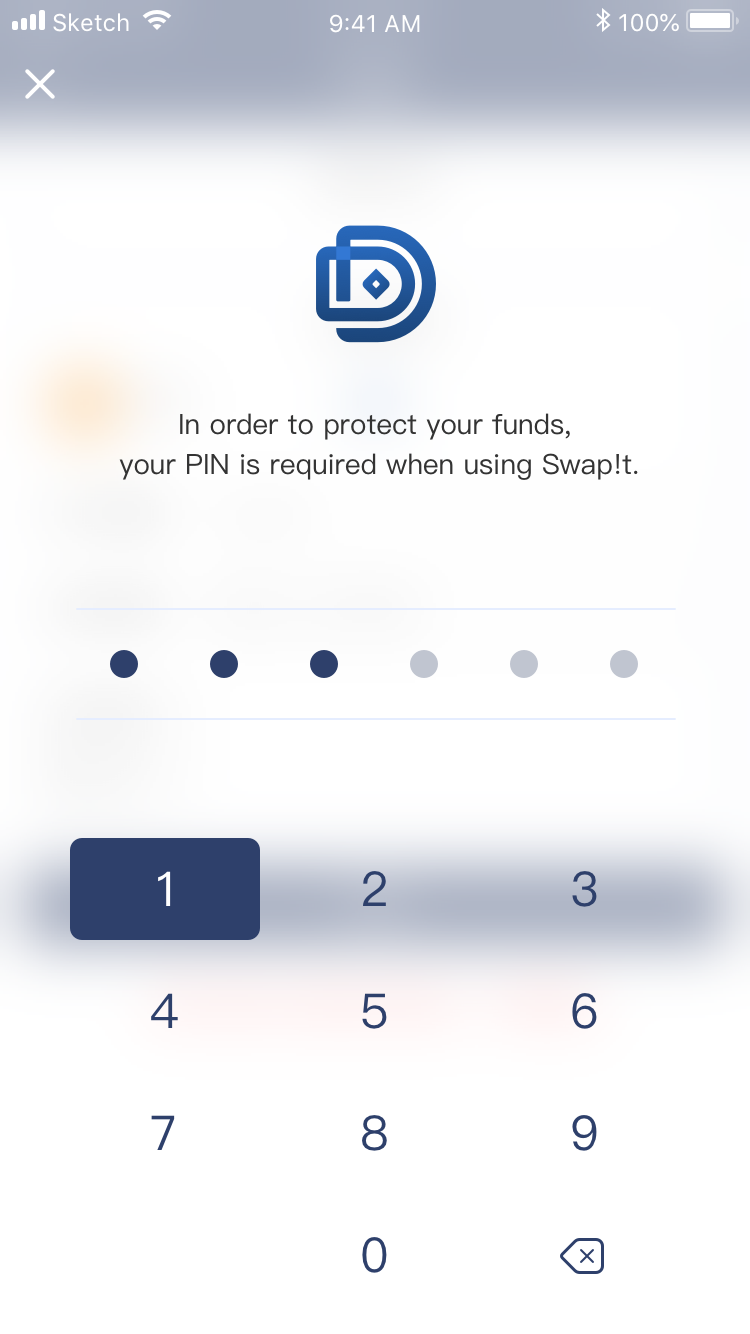 Sketch 9:41 AM 100%
In order to protect your funds,
your PIN is required when using Swap!t.
1 2 3
4 5 6
7 8 9
0